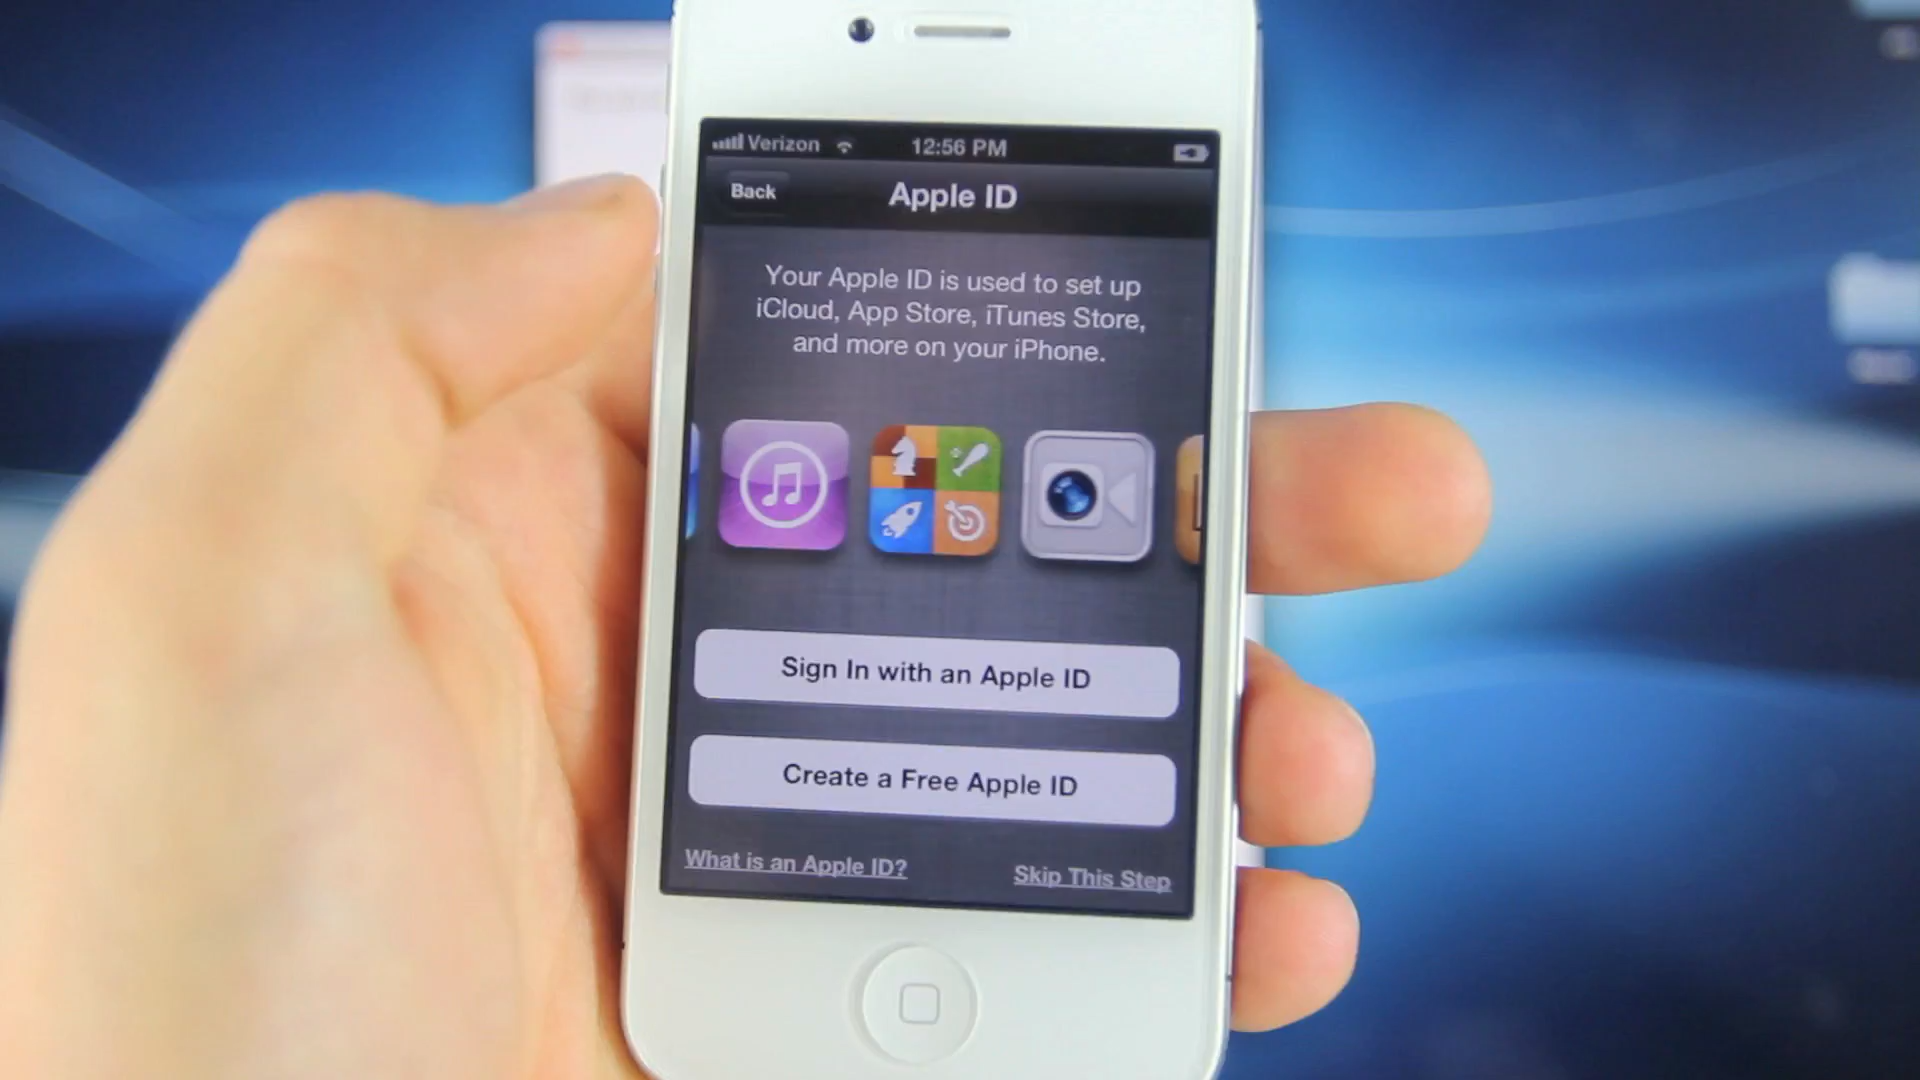 Verizon
12:56 PM
Back
Apple ID
Your Apple ID is used to set up
iCloud, App Store, iTunes Store,
and more on your iPhone.
Sign In with an Apple ID
Create a Free Apple ID
What is an Apple ID?
Skip This Step